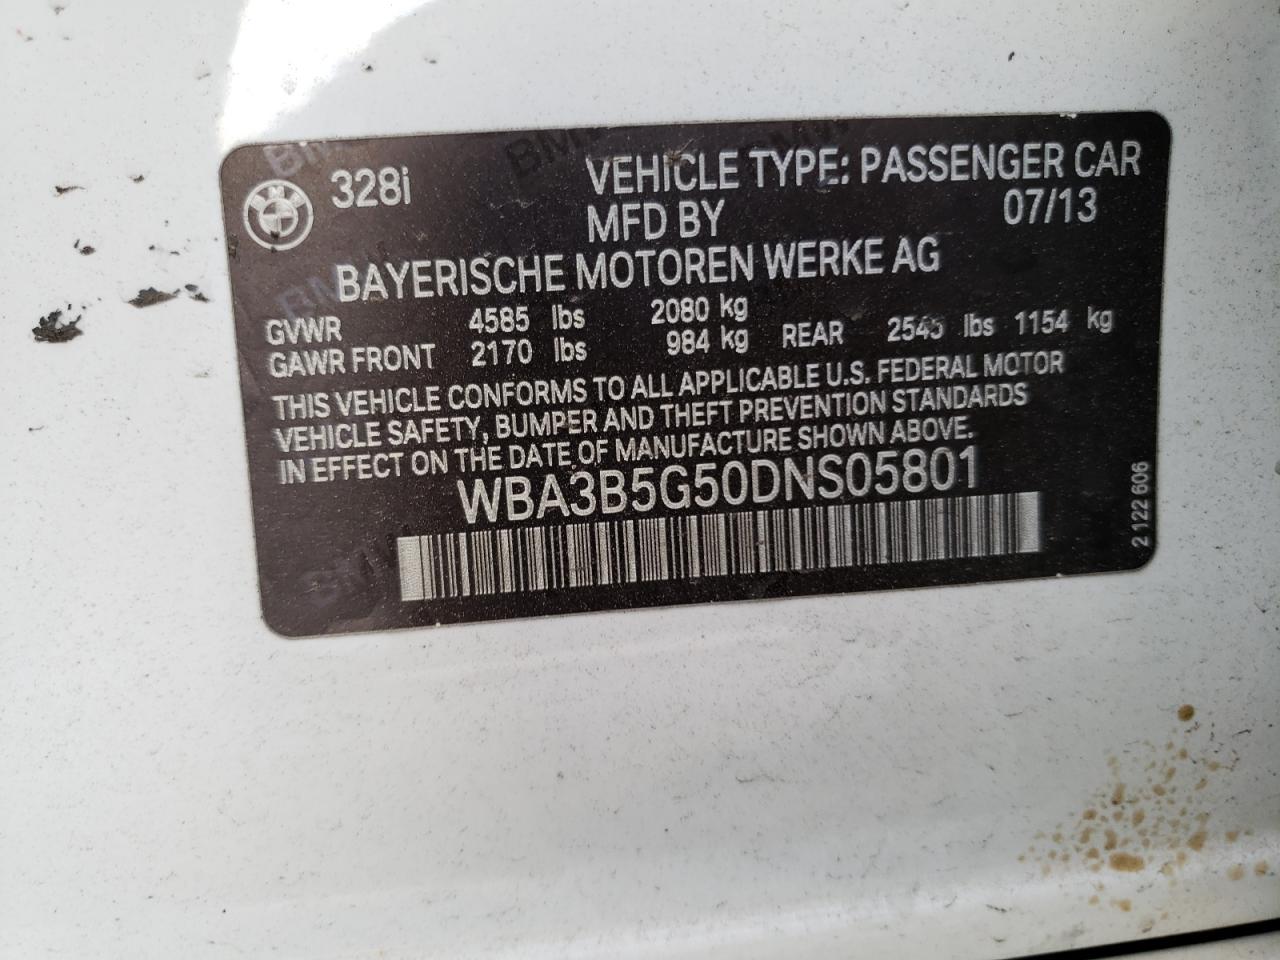 328i
VEHICLE TYPE: PASSENGER CAR
MFD BY 07/13
BAYERISCHE MOTOREN WERKE AG
GVWR 4585 lbs 2080 kg
GAWR FRONT 2170 lbs 984 kg REAR 2545 lbs 1154 kg
THIS VEHICLE CONFORMS TO ALL APPLICABLE U.S. FEDERAL MOTOR
VEHICLE SAFETY, BUMPER AND THEFT PREVENTION STANDARDS
IN EFFECT ON THE DATE OF MANUFACTURE SHOWN ABOVE.
WBA3B5G50DNS05801
2 122 606